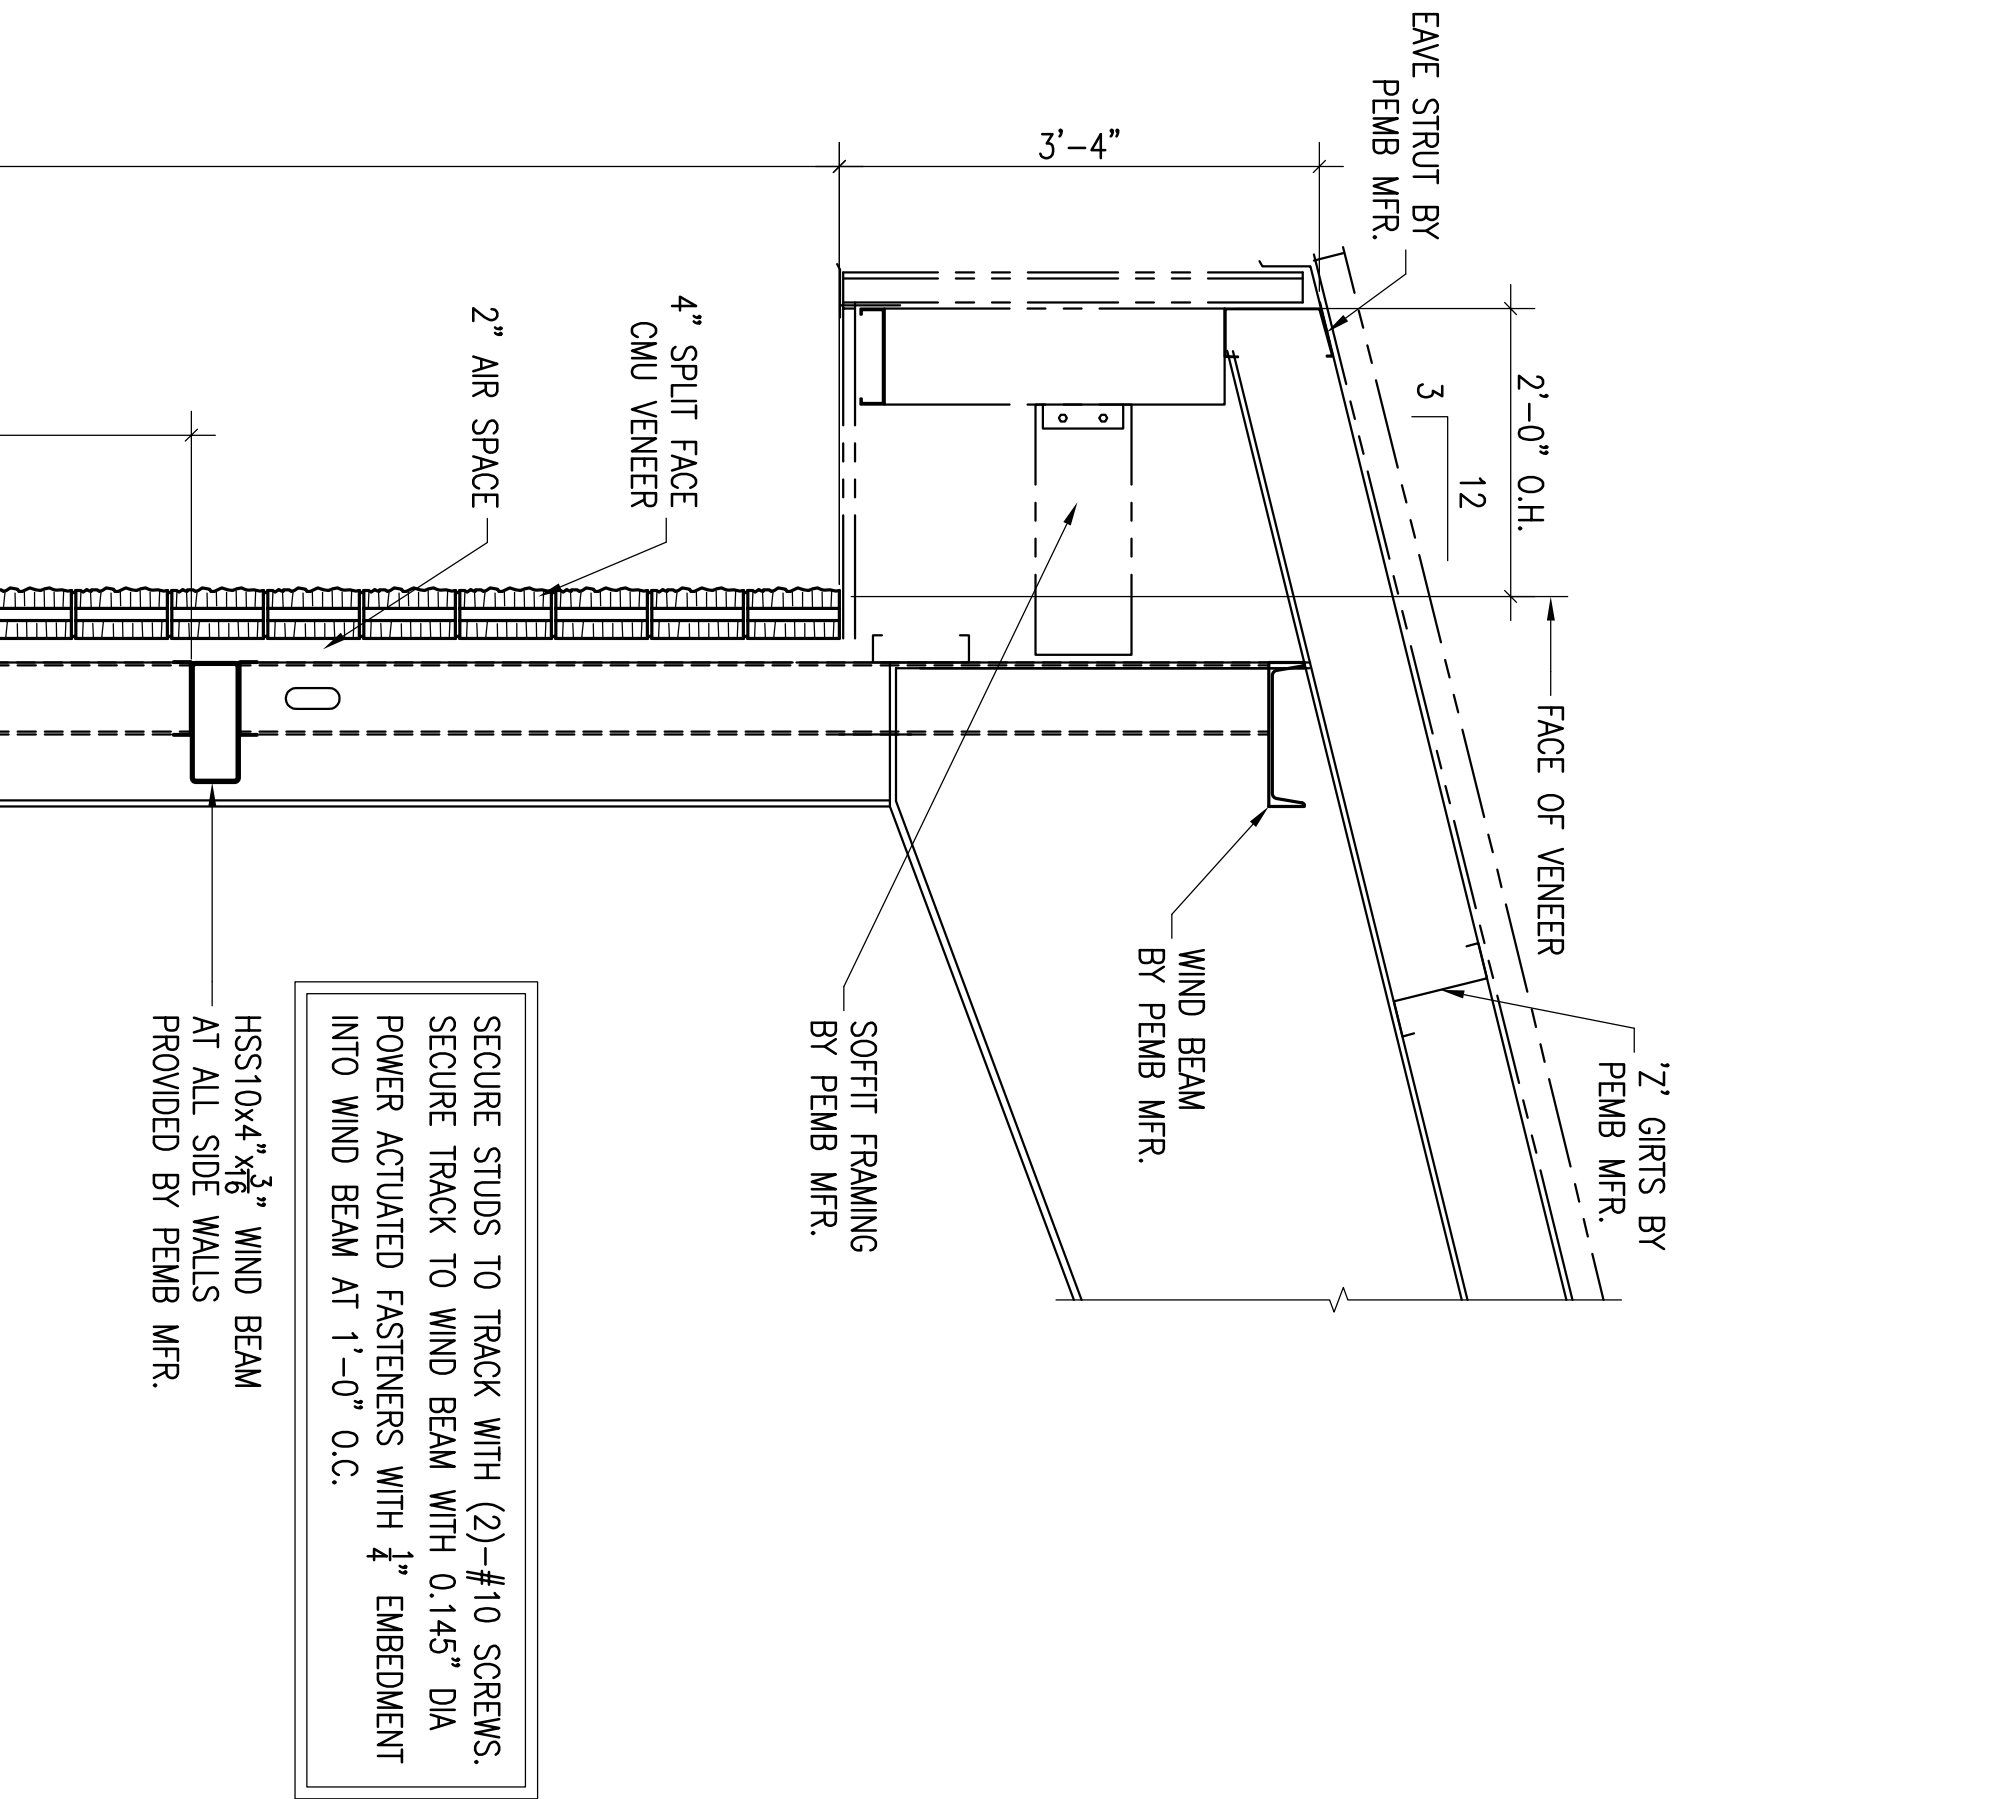 EAVE STRUT BY
PEMB MFR.
3'-4"
2'-0" O.H.
12
3
FACE OF VENEER
'Z' GIRTS BY
PEMB MFR.
WIND BEAM
BY PEMB MFR.
SOFFIT FRAMING
BY PEMB MFR.
4" SPLIT FACE
CMU VENEER
2" AIR SPACE
SECURE STUDS TO TRACK WITH (2)-#10 SCREWS.
SECURE TRACK TO WIND BEAM WITH 0.145" DIA
POWER ACTUATED FASTENERS WITH 1/4" EMBEDMENT
INTO WIND BEAM AT 1'-0" O.C.
HSS10x4"x3/16" WIND BEAM
AT ALL SIDE WALLS
PROVIDED BY PEMB MFR.